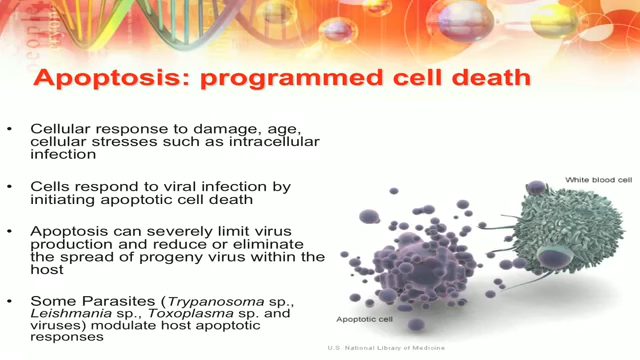 Apoptosis: programmed cell death
• Cellular response to damage, age,
cellular stresses such as intracellular
infection
• Cells respond to viral infection by
initiating apoptotic cell death
• Apoptosis can severely limit virus
production and reduce or eliminate
the spread of progeny virus within the
host
• Some Parasites (Trypanosoma sp.,
Leishmania sp., Toxoplasma sp. and
viruses) modulate host apoptotic
responses
White blood cell
Apoptotic cell
U.S. National Library of Medicine